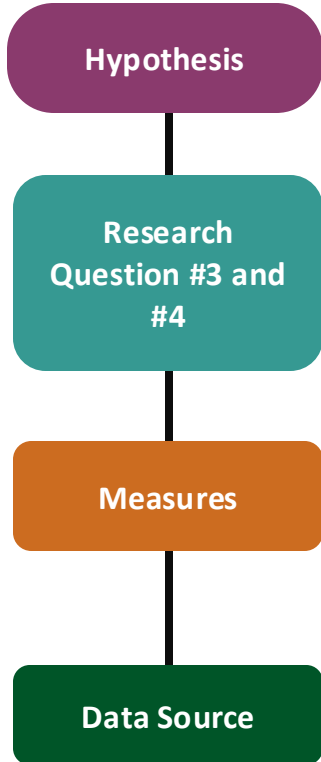 Hypothesis
Research
Question #3 and
#4
Measures
Data Source